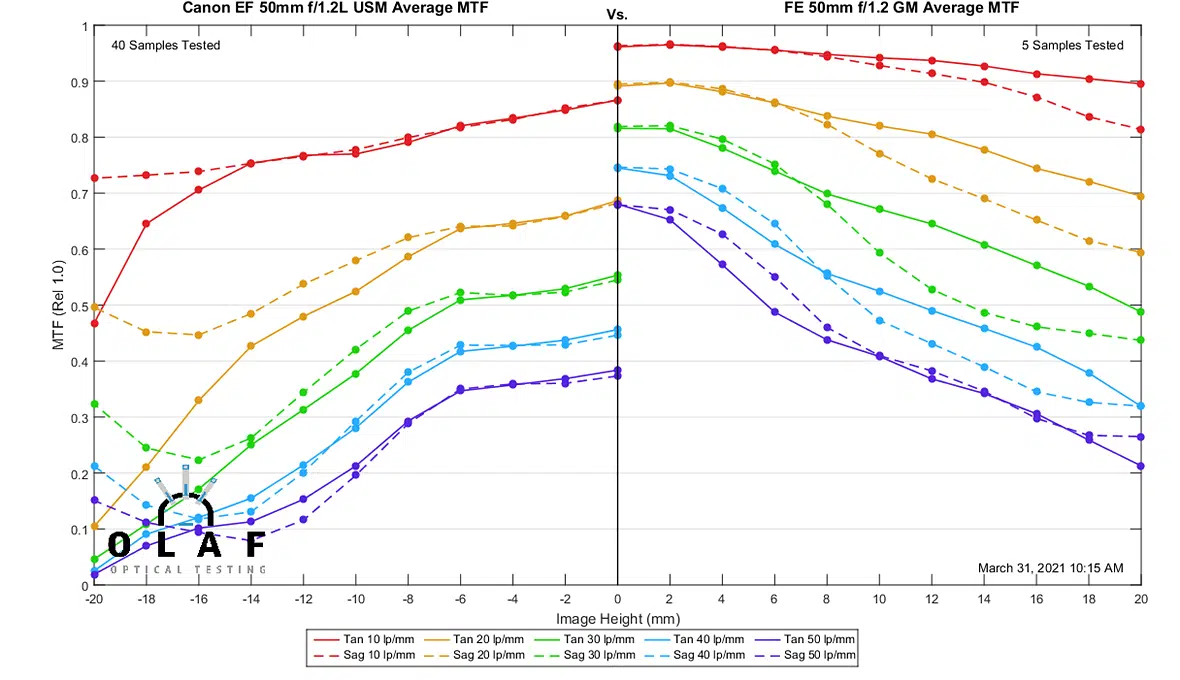 Canon EF 50mm f/1.2L USM Average MTF
Vs.
FE 50mm f/1.2 GM Average MTF
40 Samples Tested
5 Samples Tested
1
0.9
0.8
0.7
0.6
0.5
0.4
0.3
0.2
0.1
0
MTF (Rel 1.0)
OLAF
OPTICAL TESTING
March 31, 2021 10:15 AM
-20 -18 -16 -14 -12 -10 -8 -6 -4 -2 0 2 4 6 8 10 12 14 16 18 20
Image Height (mm)
Tan 10 lp/mm Tan 20 lp/mm Tan 30 lp/mm Tan 40 lp/mm Tan 50 lp/mm
Sag 10 lp/mm Sag 20 lp/mm Sag 30 lp/mm Sag 40 lp/mm Sag 50 lp/mm